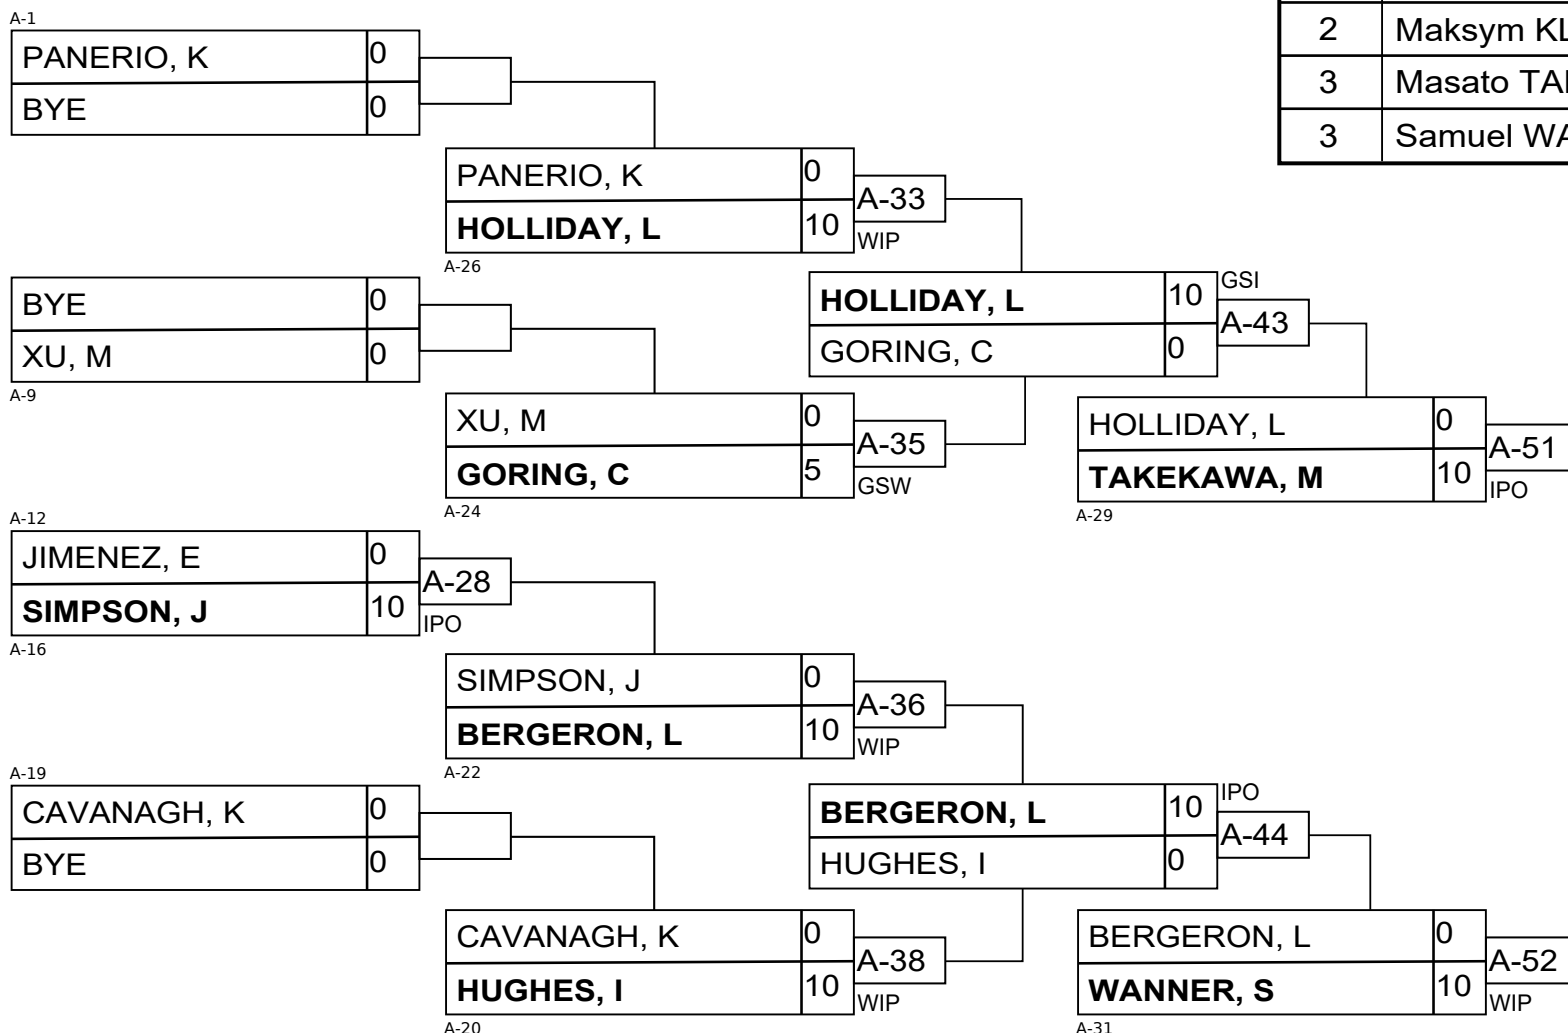 A-1
PANERIO, K 0
BYE 0
2 Maksym
3 Masato
3 Samuel
PANERIO, K 0
HOLLIDAY, L 10
A-33
WIP
A-26
BYE 0
XU, M 0
A-9
HOLLIDAY, L 10
GORING, C 0
GSI
A-43
XU, M 0
GORING, C 5
A-35
GSW
A-24
HOLLIDAY, L 0
TAKEKAWA, M 10
A-51
IPO
A-29
A-12
JIMENEZ, E 0
SIMPSON, J 10
A-28
IPO
A-16
SIMPSON, J 0
BERGERON, L 10
A-36
WIP
A-22
A-19
CAVANAGH, K 0
BYE 0
BERGERON, L 10
HUGHES, I 0
IPO
A-44
CAVANAGH, K 0
HUGHES, I 10
A-38
WIP
A-20
BERGERON, L 0
WANNER, S 10
A-52
WIP
A-31